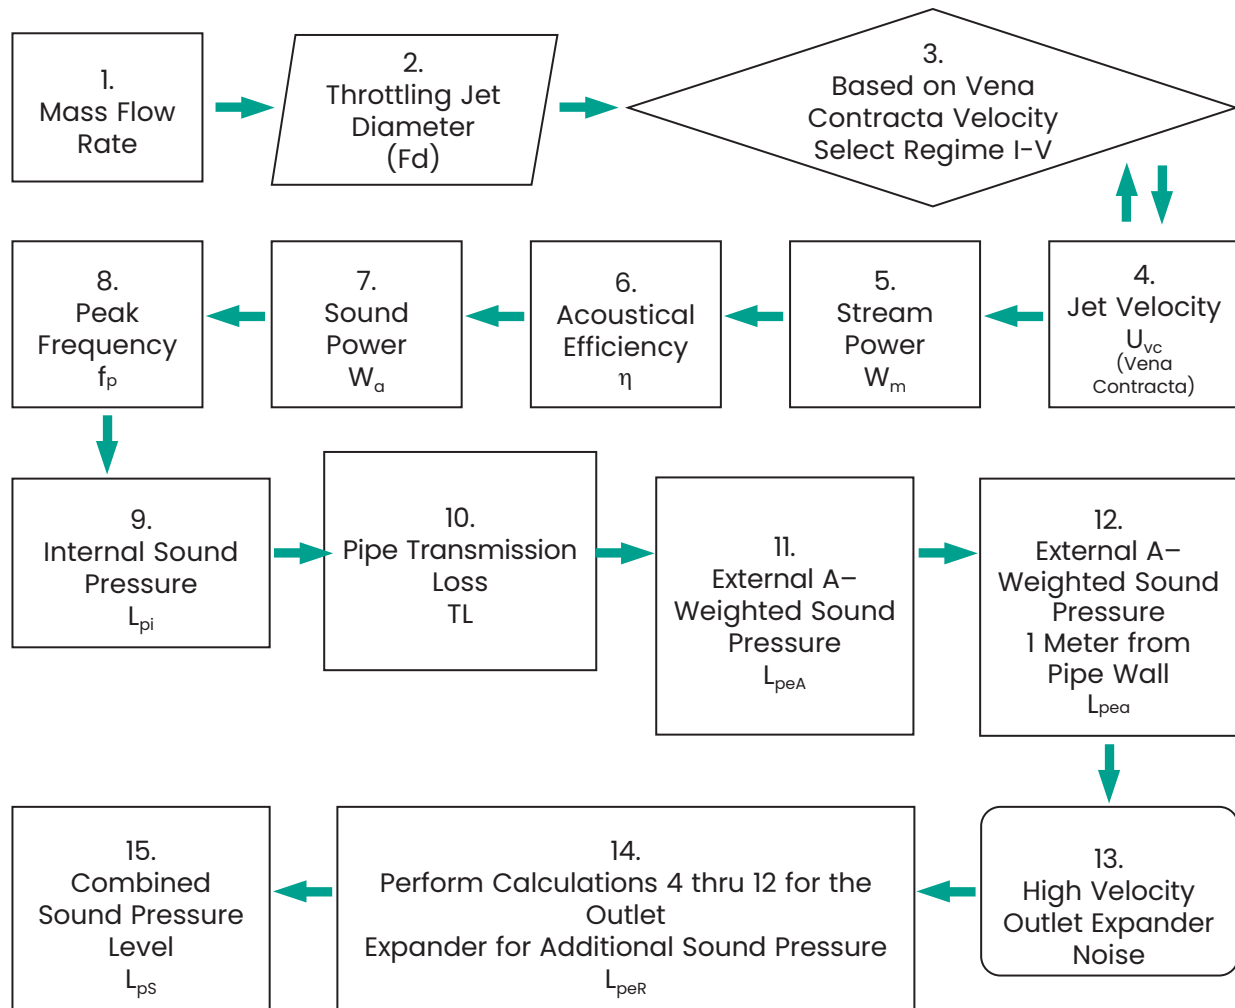 1.
Mass Flow
Rate
2.
Throttling Jet
Diameter
(Fd)
3.
Based on Vena
Contracta Velocity
Select Regime I-V
4.
Jet Velocity
Uvc
(Vena
Contracta)
5.
Stream
Power
Wm
6.
Acoustical
Efficiency
η
7.
Sound
Power
Wa
8.
Peak
Frequency
fp
9.
Internal Sound
Pressure
Lpi
10.
Pipe Transmission
Loss
TL
11.
External A–
Weighted Sound
Pressure
LpeA
12.
External A–
Weighted Sound
Pressure
1 Meter from
Pipe Wall
Lpea
13.
High Velocity
Outlet Expander
Noise
14.
Perform Calculations 4 thru 12 for the
Outlet
Expander for Additional Sound Pressure
LpeR
15.
Combined
Sound Pressure
Level
LpS